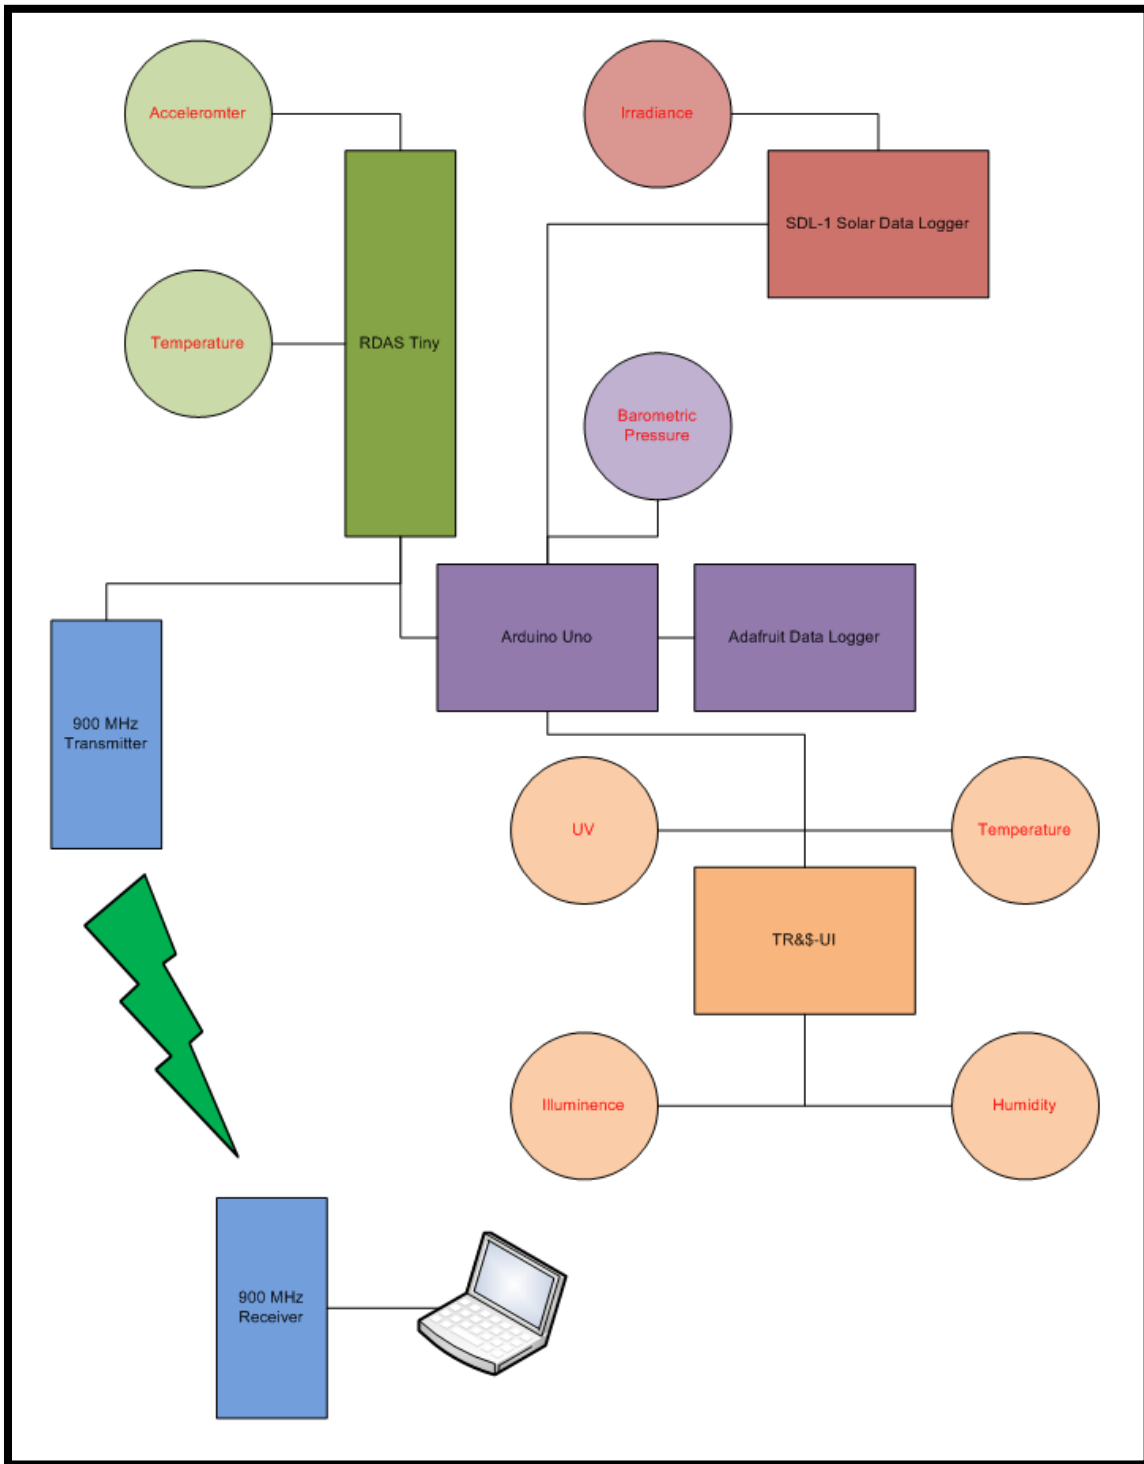 Acceleromter
Irradiance
SDL-1 Solar Data Logger
Temperature
RDAS Tiny
Barometric
Pressure
Arduino Uno
Adafruit Data Logger
900 MHz
Transmitter
UV
Temperature
TR&$-UI
Illuminence
Humidity
900 MHz
Receiver